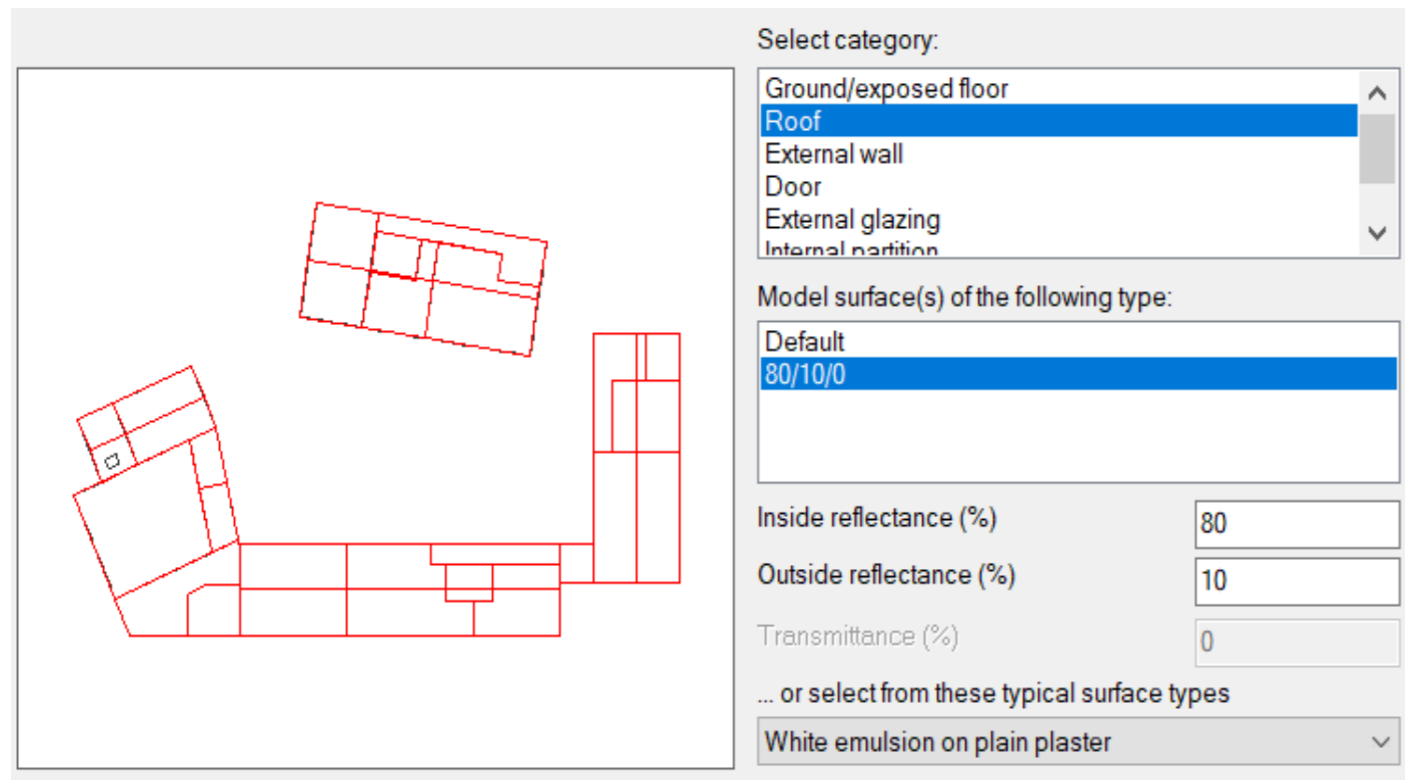 Select category:
Ground/exposed floor
Roof
External wall
Door
External glazing
Internal partition
Model surface(s) of the following type:
Default
80/10/0
Inside reflectance (%)
80
Outside reflectance (%)
10
Transmittance (%)
0
... or select from these typical surface types
White emulsion on plain plaster